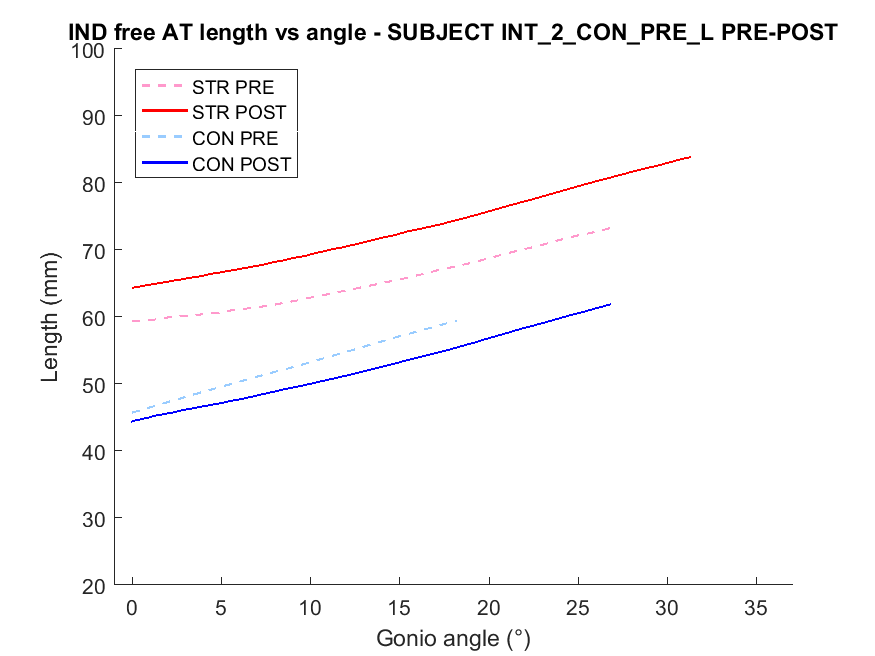 IND free AT length vs angle - SUBJECT INT_2_CON_PRE_L PRE-POST
STR PRE
STR POST
CON PRE
CON POST
Length (mm)
100
90
80
70
60
50
40
30
20
0 5 10 15 20 25 30 35
Gonio angle (°)